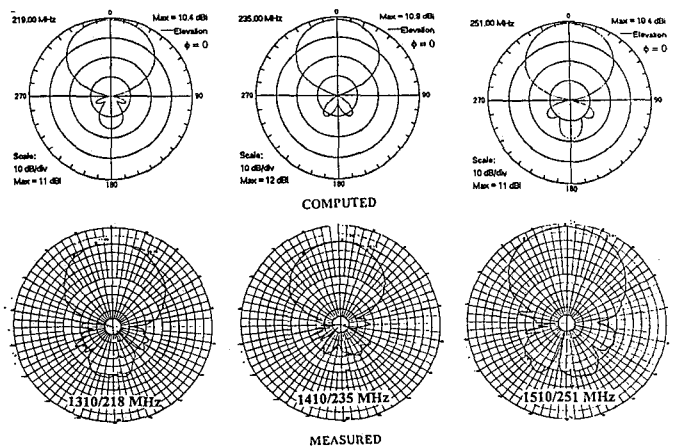 219.00 MHz
0
Max = 10.4 dBi
Elevation
ϕ = 0
270
90
Scale:
10 dB/div
Max = 11 dBi
180
235.00 MHz
0
Max = 10.9 dBi
Elevation
ϕ = 0
270
90
Scale:
10 dB/div
Max = 12 dBi
180
251.00 MHz
0
Max = 10.4 dBi
Elevation
ϕ = 0
270
90
Scale:
10 dB/div
Max = 11 dBi
180
COMPUTED
1310/218 MHz
1410/235 MHz
1510/251 MHz
MEASURED